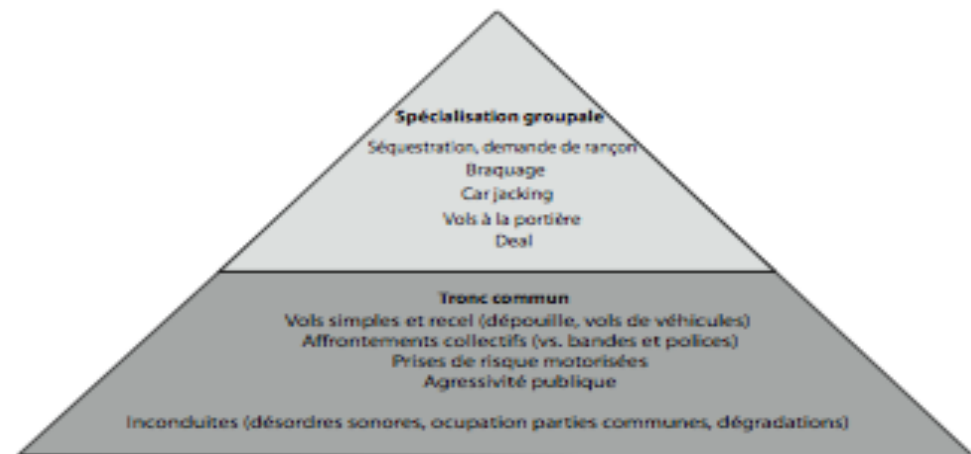 Spécialisation groupale
Séquestration, demande de rançon
Braquage
Car jacking
Vols à la portière
Deal
Tronc commun
Vols simples et recel (dépouille, vols de véhicules)
Affrontements collectifs (vs. bandes et polices)
Prises de risque motorisées
Agressivité publique
Inconduites (désordres sonores, ocupation parties communes, dégradations)